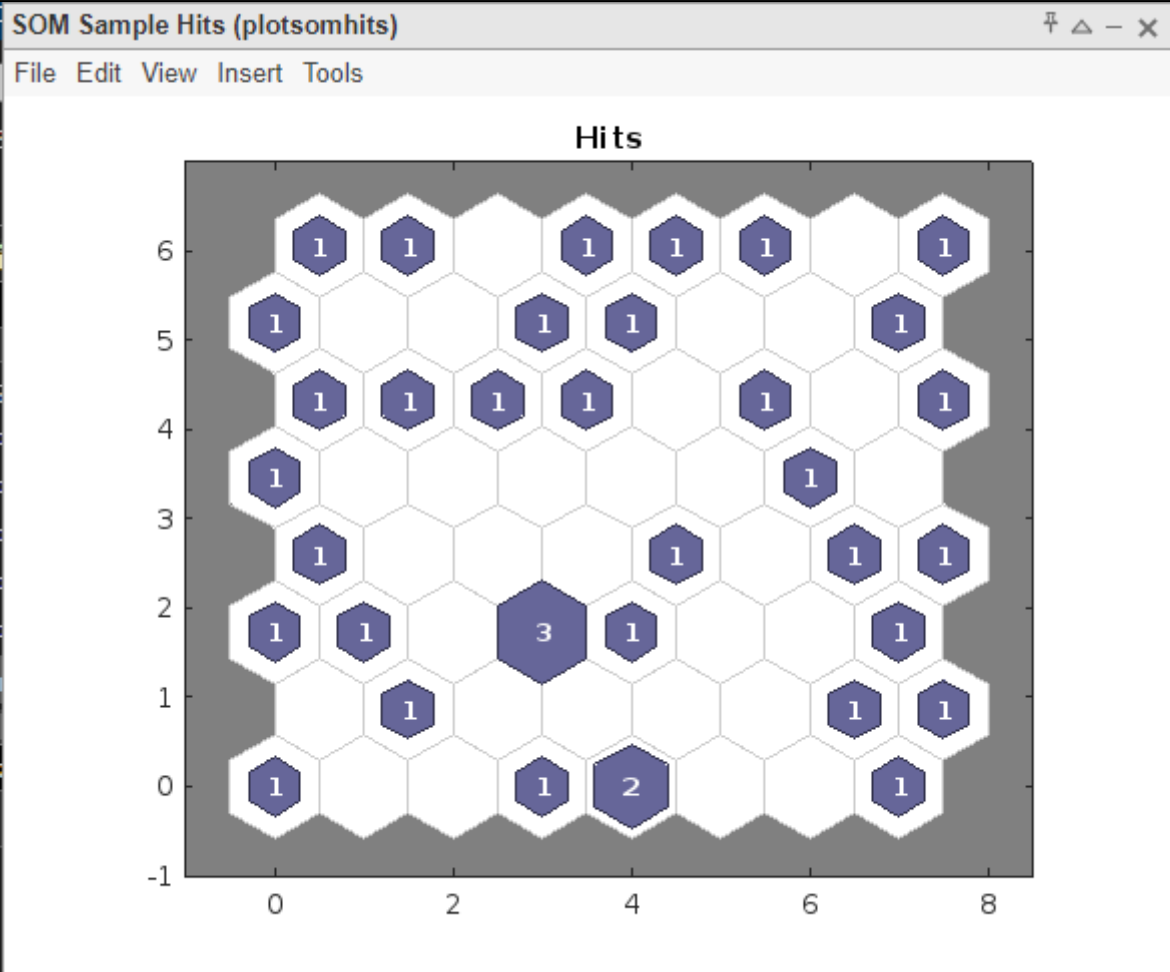 SOM Sample Hits (plotsomhits)
File Edit View Insert Tools
Hits
6 1 1 1 1 1 1
1 1 1 1
5
1 1 1 1 1 1
4
1 1
3
1 1 1 1
2
1 1 3 1 1
1 1 1 1
0 1 1 2 1
-1
0 2 4 6 8